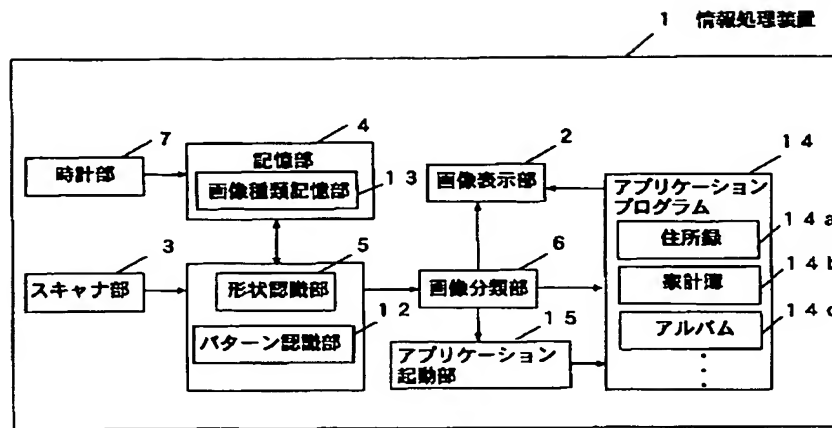 1 情報処理装置
7
時計部
4
記憶部
画像種類記憶部
13
2
画像表示部
14
アプリケーション
プログラム
住所録
14a
家計簿
14b
アルバム
14c
3
スキャナ部
5
形状認識部
パターン認識部
12
6
画像分類部
15
アプリケーション
起動部